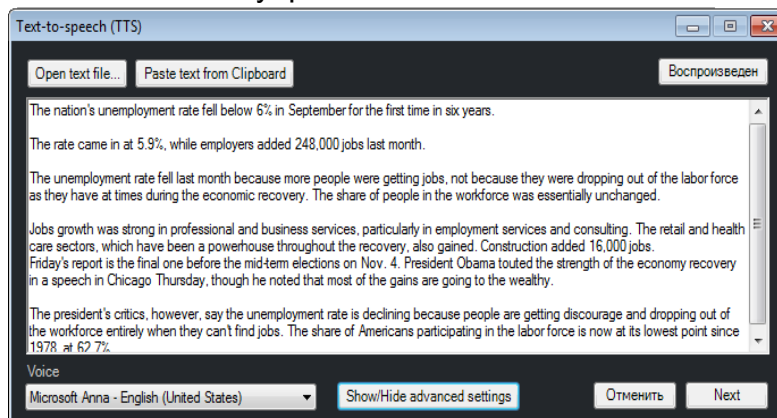 Text-to-speech (TTS)
Open text file... Paste text from Clipboard Воспроизведен
The nation's unemployment rate fell below 6% in September for the first time in six years.
The rate came in at 5.9%, while employers added 248,000 jobs last month.
The unemployment rate fell last month because more people were getting jobs, not because they were dropping out of the labor force
as they have at times during the economic recovery. The share of people in the workforce was essentially unchanged.
Jobs growth was strong in professional and business services, particularly in employment services and consulting. The retail and health
care sectors, which have been a powerhouse throughout the recovery, also gained. Construction added 16,000 jobs.
Friday's report is the final one before the mid-term elections on Nov. 4. President Obama touted the strength of the economy recovery
in a speech in Chicago Thursday, though he noted that most of the gains are going to the wealthy.
The president's critics, however, say the unemployment rate is declining because people are getting discourage and dropping out of
the workforce entirely when they can't find jobs. The share of Americans participating in the labor force is now at its lowest point since
1978, at 62.7%
Voice
Microsoft Anna - English (United States) Show/Hide advanced settings Отменить Next